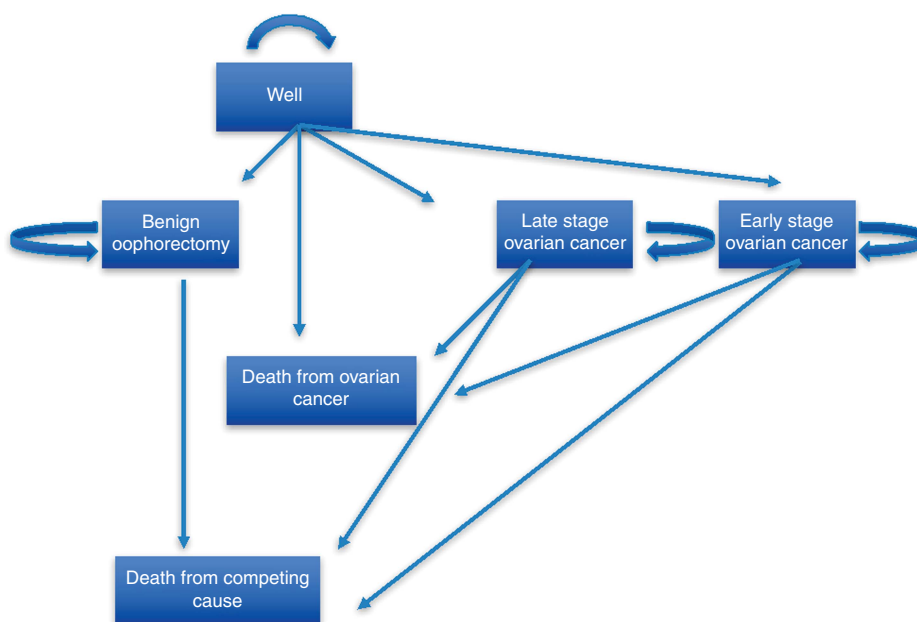 Well
Benign
oophorectomy
Late stage
ovarian cancer
Early stage
ovarian cancer
Death from ovarian
cancer
Death from competing
cause